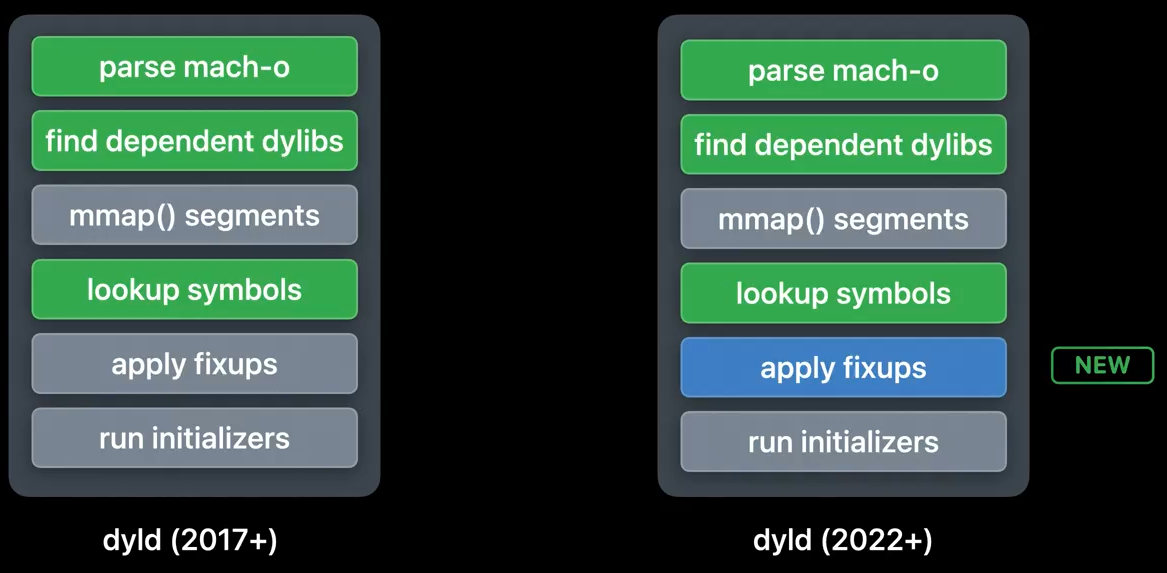 parse mach-o
find dependent dylibs
mmap() segments
lookup symbols
apply fixups
run initializers
dyld (2017+)
parse mach-o
find dependent dylibs
mmap() segments
lookup symbols
apply fixups
NEW
run initializers
dyld (2022+)